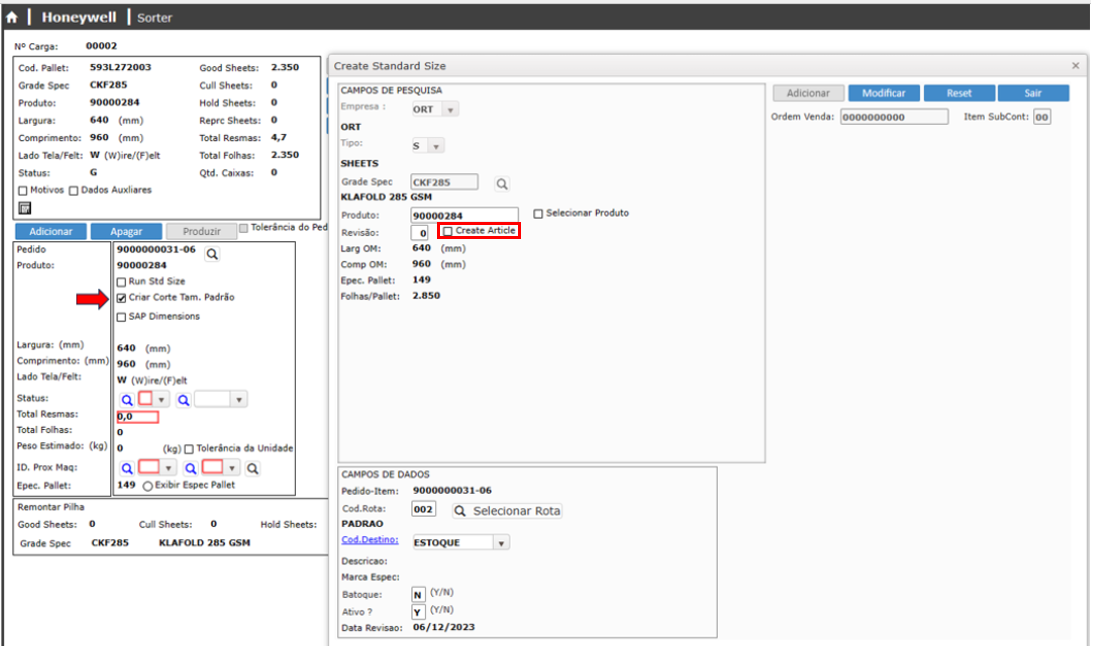 Honeywell Sorter
Nº Carga: 00002
Cod. Pallet: 593L272003 Good Sheets: 2.350
Grade Spec CKF285 Cull Sheets: 0
Produto: 90000284 Hold Sheets: 0
Largura: 640 (mm) Reprc Sheets: 0
Comprimento: 960 (mm) Total Resmas: 4,7
Lado Tela/Felt: W (W)ire/(F)elt Total Folhas: 2.350
Status: G Qtd. Caixas: 0
Motivos Dados Auxliares
Adicionar Apagar Produzir Tolerância do Ped
Pedido 9000000031-06
Produto: 90000284
Run Std Size
Criar Corte Tam. Padrão
SAP Dimensions
Largura: (mm) 640 (mm)
Comprimento: (mm) 960 (mm)
Lado Tela/Felt: W (W)ire/(F)elt
Status:
Total Resmas: 0,0
Total Folhas: 0
Peso Estimado: (kg) 0 (kg) Tolerância da Unidade
ID. Prox Maq:
Epec. Pallet: 149 Exibir Espec Pallet
Remontar Pilha
Good Sheets: 0 Cull Sheets: 0 Hold Sheets:
Grade Spec CKF285 KLAFOLD 285 GSM
Create Standard Size ×
CAMPOS DE PESQUISA
Empresa : ORT
ORT
Tipo: S
SHEETS
Grade Spec CKF285
KLAFOLD 285 GSM
Produto: 90000284 Selecionar Produto
Revisão: 0 Create Article
Larg OM: 640 (mm)
Comp OM: 960 (mm)
Epec. Pallet: 149
Folhas/Pallet: 2.850
Adicionar Modificar Reset Sair
Ordem Venda: 0000000000 Item SubCont: 00
CAMPOS DE DADOS
Pedido-Item: 9000000031-06
Cod.Rota: 002 Selecionar Rota
PADRAO
Cod.Destino: ESTOQUE
Descricao:
Marca Espec:
Batoque: N (Y/N)
Ativo ? Y (Y/N)
Data Revisao: 06/12/2023